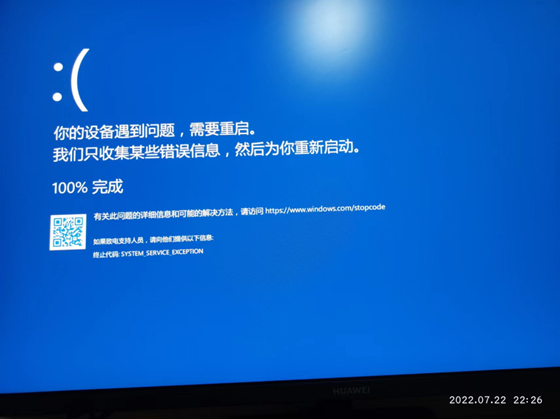 :(
你的设备遇到问题，需要重启。
我们只收集某些错误信息，然后为你重新启动。
100% 完成
有关此问题的详细信息和可能的解决方法，请访问 https://www.windows.com/stopcode
如果致电支持人员，请向他们提供以下信息:
终止代码: SYSTEM_SERVICE_EXCEPTION
HUAWEI
2022.07.22 22:26